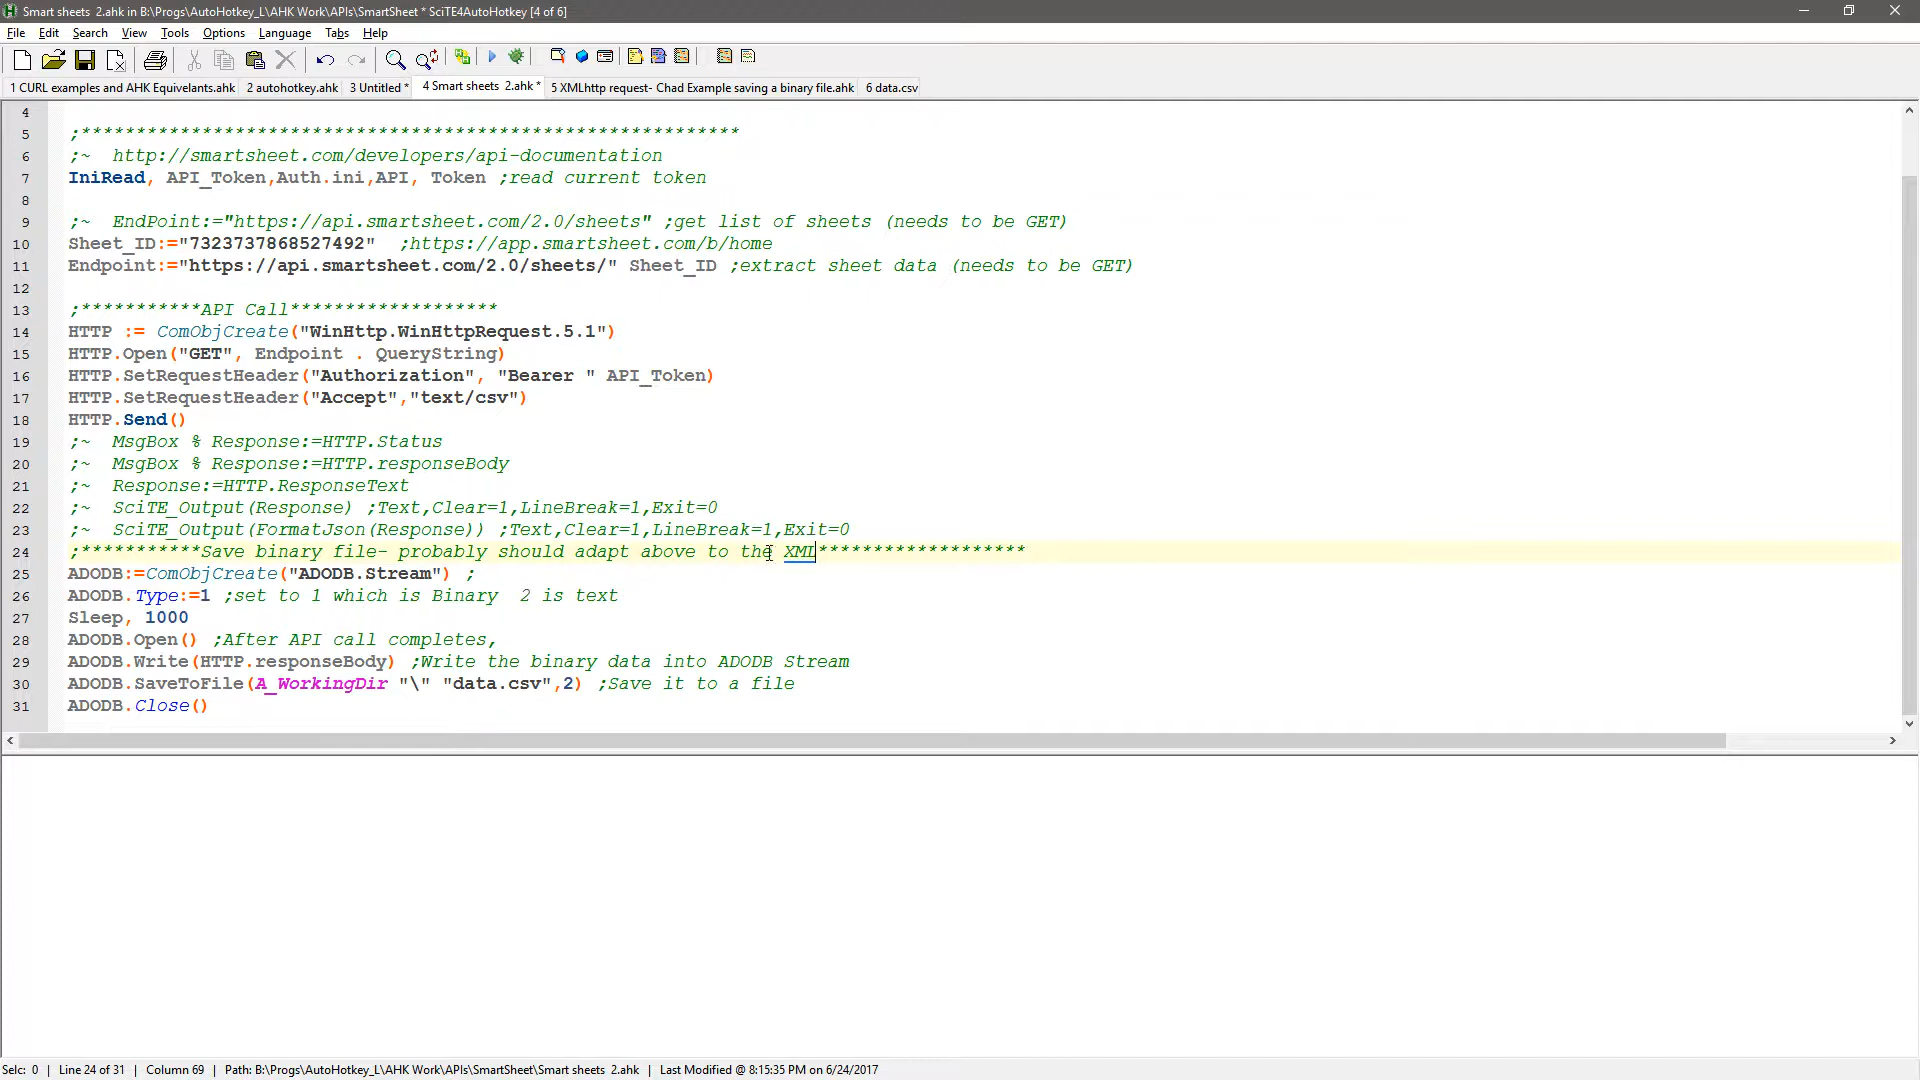 Smart sheets  2.ahk in B:\Progs\AutoHotkey_L\AHK Work\APIs\SmartSheet * SciTE4AutoHotkey [4 of 6]
File Edit Search View Tools Options Language Tabs Help
1 CURL examples and AHK Equivelants.ahk 2 autohotkey.ahk 3 Untitled * 4 Smart sheets  2.ahk * 5 XMLhttp request- Chad Example saving a binary file.ahk 6 data.csv
4
5 ;************************************************************
6 ;~  http://smartsheet.com/developers/api-documentation
7 IniRead, API_Token,Auth.ini,API, Token ;read current token
8
9 ;~  EndPoint:="https://api.smartsheet.com/2.0/sheets" ;get list of sheets (needs to be GET)
10 Sheet_ID:="7323737868527492"  ;https://app.smartsheet.com/b/home
11 Endpoint:="https://api.smartsheet.com/2.0/sheets/" Sheet_ID ;extract sheet data (needs to be GET)
12
13 ;***********API Call*******************
14 HTTP := ComObjCreate("WinHttp.WinHttpRequest.5.1")
15 HTTP.Open("GET", Endpoint . QueryString)
16 HTTP.SetRequestHeader("Authorization", "Bearer " API_Token)
17 HTTP.SetRequestHeader("Accept","text/csv")
18 HTTP.Send()
19 ;~  MsgBox % Response:=HTTP.Status
20 ;~  MsgBox % Response:=HTTP.responseBody
21 ;~  Response:=HTTP.ResponseText
22 ;~  SciTE_Output(Response) ;Text,Clear=1,LineBreak=1,Exit=0
23 ;~  SciTE_Output(FormatJson(Response)) ;Text,Clear=1,LineBreak=1,Exit=0
24 ;***********Save binary file- probably should adapt above to the XML*******************
25 ADODB:=ComObjCreate("ADODB.Stream") ;
26 ADODB.Type:=1 ;set to 1 which is Binary  2 is text
27 Sleep, 1000
28 ADODB.Open() ;After API call completes,
29 ADODB.Write(HTTP.responseBody) ;Write the binary data into ADODB Stream
30 ADODB.SaveToFile(A_WorkingDir "\" "data.csv",2) ;Save it to a file
31 ADODB.Close()
Selc: 0 | Line 24 of 31 | Column 69 | Path: B:\Progs\AutoHotkey_L\AHK Work\APIs\SmartSheet\Smart sheets  2.ahk | Last Modified @ 8:15:35 PM on 6/24/2017